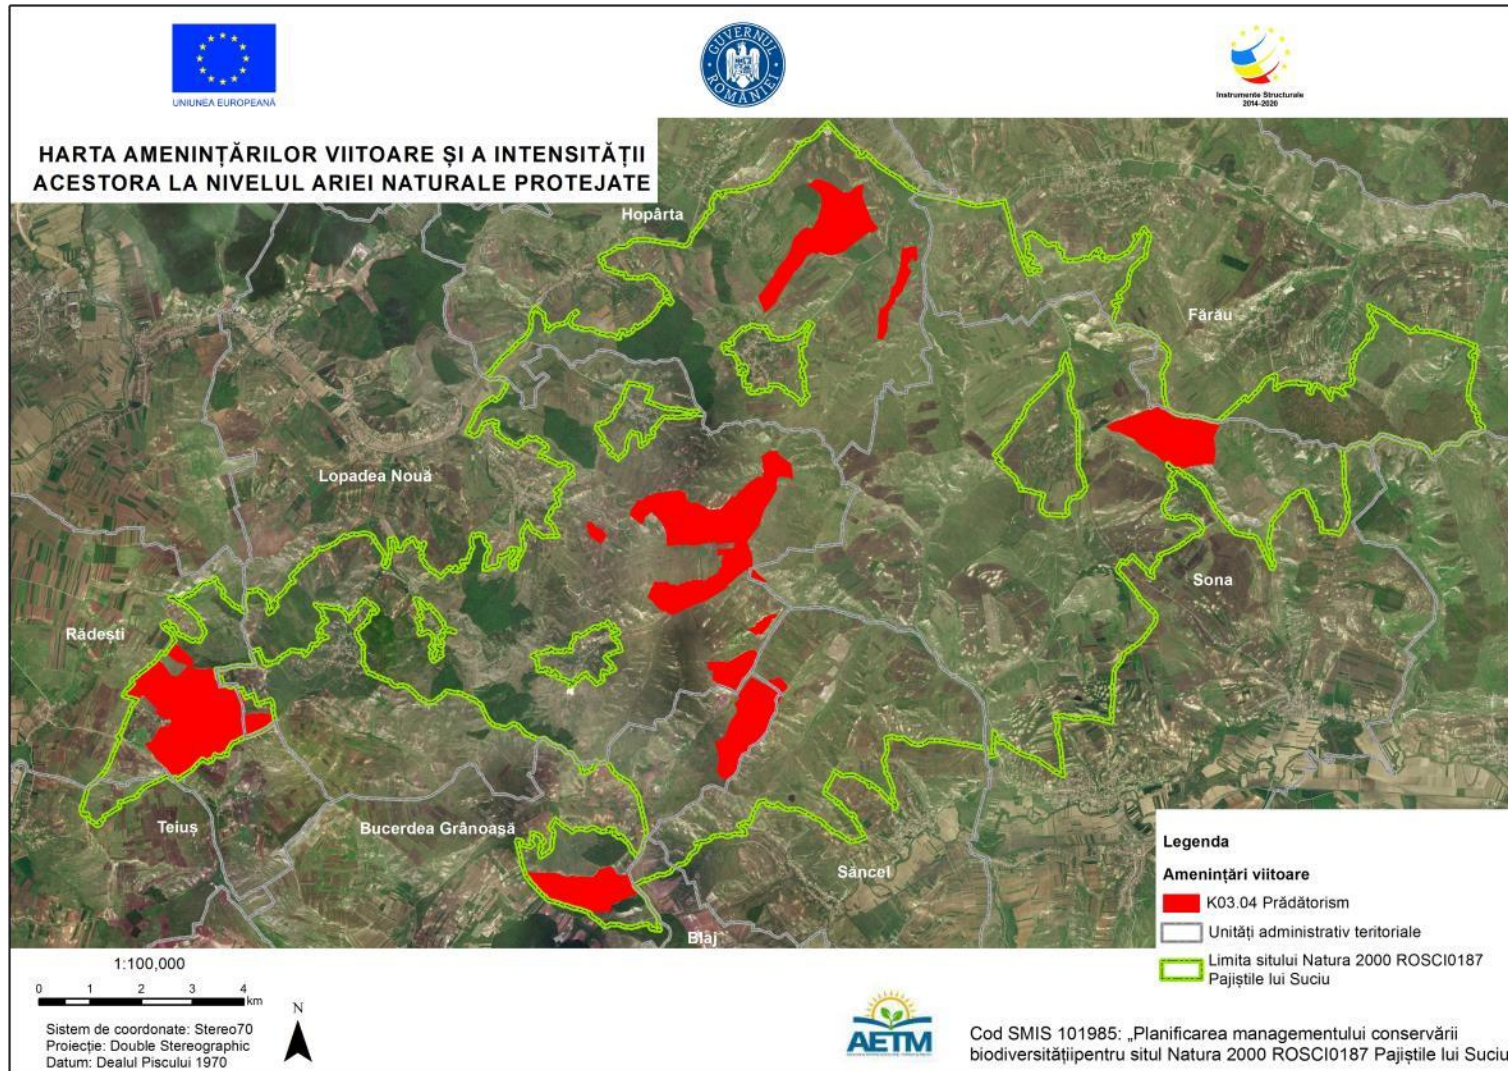 UNIUNEA EUROPEANĂ
GUVERNUL ROMÂNIEI
Instrumente Structurale
2014-2020
HARTA AMENINȚĂRILOR VIITOARE ȘI A INTENSITĂȚII
ACESTORA LA NIVELUL ARIEI NATURALE PROTEJATE
Hopârta
Fărău
Lopadea Nouă
Sona
Rădești
Teiuș
Bucerdea Grânoașă
Sâncel
Blaj
Legenda
Amenințări viitoare
K03.04 Prădătorism
Unități administrativ teritoriale
Limita sitului Natura 2000 ROSCI0187
Pajiștile lui Suciu
1:100,000
0 1 2 3 4
km
N
Sistem de coordonate: Stereo70
Proiecție: Double Stereographic
Datum: Dealul Piscului 1970
AETM
Cod SMIS 101985: „Planificarea managementului conservării
biodiversitățiipentru situl Natura 2000 ROSCI0187 Pajiștile lui Suciu